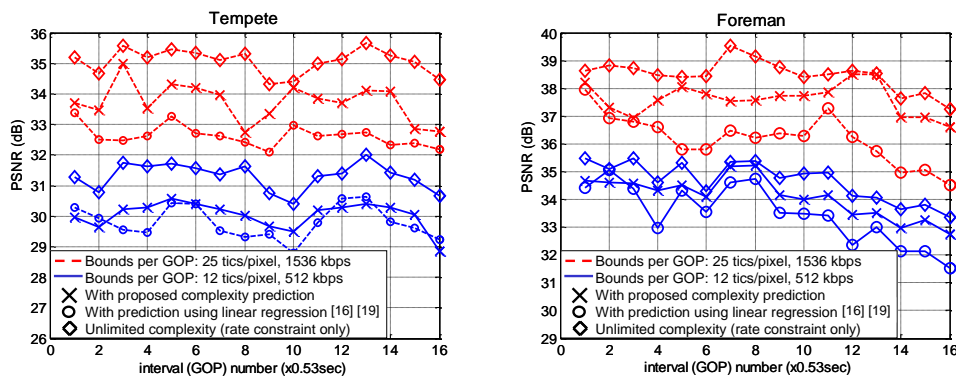 Tempete
36
35
34
33
32
31
30
29
28
27
26
PSNR (dB)
0 2 4 6 8 10 12 14 16
interval (GOP) number (x0.53sec)
Bounds per GOP: 25 tics/pixel, 1536 kbps
Bounds per GOP: 12 tics/pixel, 512 kbps
With proposed complexity prediction
With prediction using linear regression [16] [19]
Unlimited complexity (rate constraint only)
Foreman
40
39
38
37
36
35
34
33
32
31
30
29
PSNR (dB)
0 2 4 6 8 10 12 14 16
interval (GOP) number (x0.53sec)
Bounds per GOP: 25 tics/pixel, 1536 kbps
Bounds per GOP: 12 tics/pixel, 512 kbps
With proposed complexity prediction
With prediction using linear regression [16] [19]
Unlimited complexity (rate constraint only)